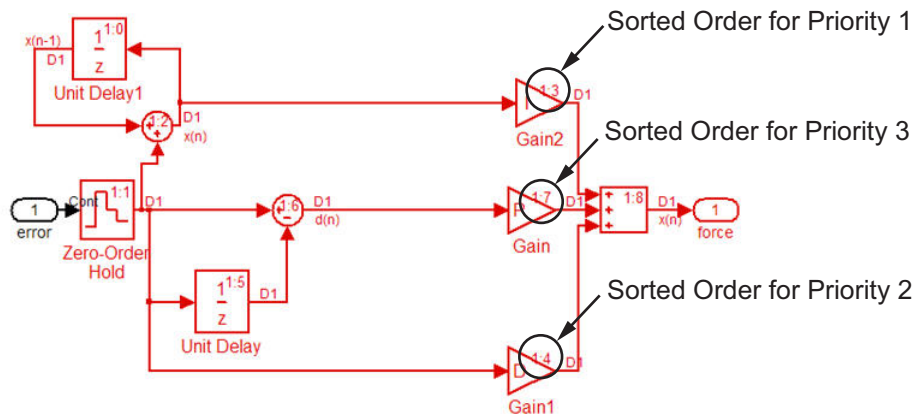 Sorted Order for Priority 1
x(n-1)
D1
1
z
1:0
Unit Delay1
1:2
D1
x(n)
I
1:3
D1
Gain2
Sorted Order for Priority 3
1
error
Cont
1:1
D1
Zero-Order
Hold
1:6
D1
d(n)
P
1:7
D1
Gain
1:8
D1
x(n)
1
force
1
z
1:5
D1
Unit Delay
Sorted Order for Priority 2
D
1:4
D1
Gain1